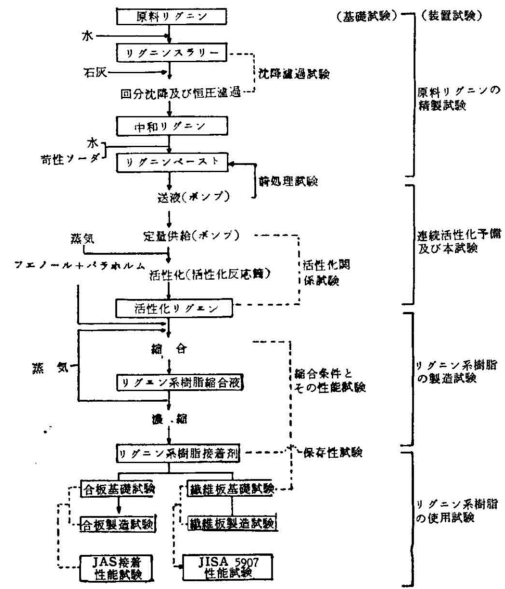 原料リグニン
(基礎試験)
(装置試験)
水
リグニンスラリー
石灰
沈降濾過試験
回分沈降及び恒圧濾過
原料リグニンの
精製試験
中和リグニン
水
苛性ソーダ
リグニンペースト
前処理試験
送液(ポンプ)
蒸気
定量供給(ポンプ)
連続活性化予備
及び本試験
フエノール+パラホルム
活性化(活性化反応筒)
活性化関
係試験
活性化リグエン
縮合
蒸気
リグエン系樹脂縮合液
縮合条件と
その性能試験
リグニン系樹脂
の製造試験
濃縮
リグニン系樹脂接着剤
保存性試験
合板基礎試験
繊維板基礎試験
合板製造試験
繊維板製造試験
リグニン系樹脂
の使用試験
JAS接着
性能試験
JISA 5907
性能試験